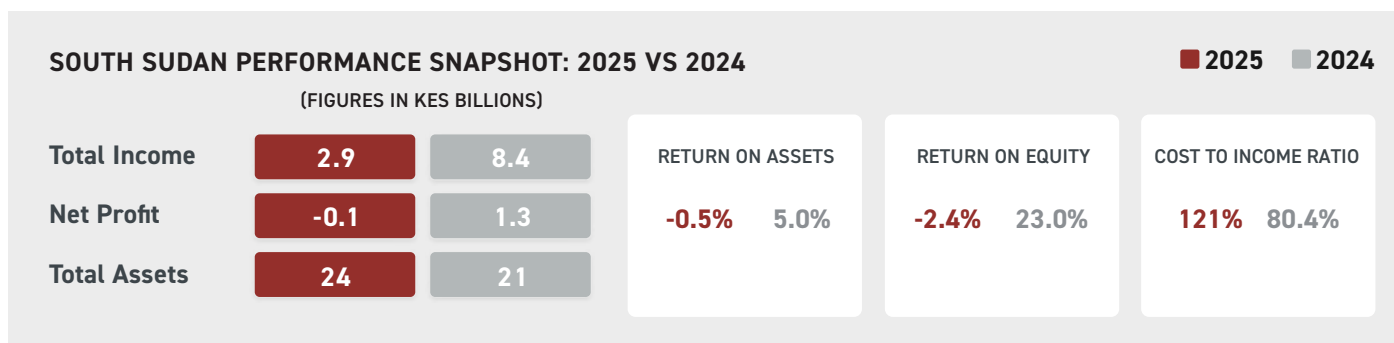 SOUTH SUDAN PERFORMANCE SNAPSHOT: 2025 VS 2024
2025 2024
(FIGURES IN KES BILLIONS)
Total Income 2.9 8.4
Net Profit -0.1 1.3
Total Assets 24 21
RETURN ON ASSETS
-0.5% 5.0%
RETURN ON EQUITY
-2.4% 23.0%
COST TO INCOME RATIO
121% 80.4%